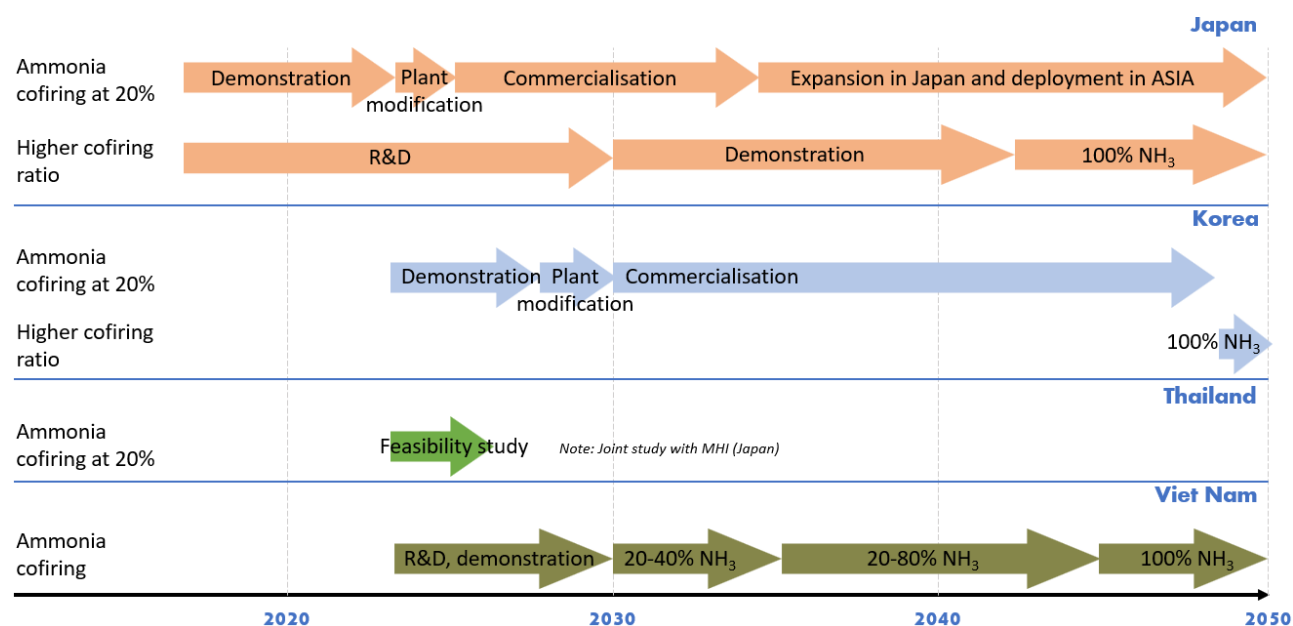 Japan
Ammonia
cofiring at 20%
Demonstration
Plant
modification
Commercialisation
Expansion in Japan and deployment in ASIA
Higher cofiring
ratio
R&D
Demonstration
100% NH₃
Korea
Ammonia
cofiring at 20%
Demonstration
Plant
modification
Commercialisation
Higher cofiring
ratio
100% NH₃
Thailand
Ammonia
cofiring at 20%
Feasibility study
Note: Joint study with MHI (Japan)
Viet Nam
Ammonia
cofiring
R&D, demonstration
20-40% NH₃
20-80% NH₃
100% NH₃
2020
2030
2040
2050